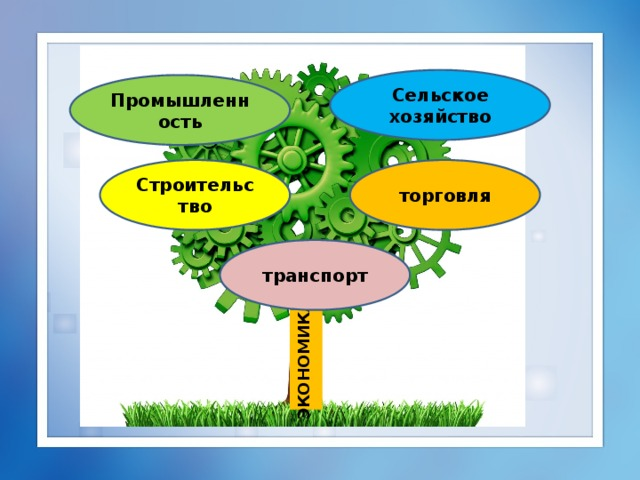 Промышленн
ость
Сельское
хозяйство
Строительс
тво
торговля
транспорт
ЭКОНОМИК